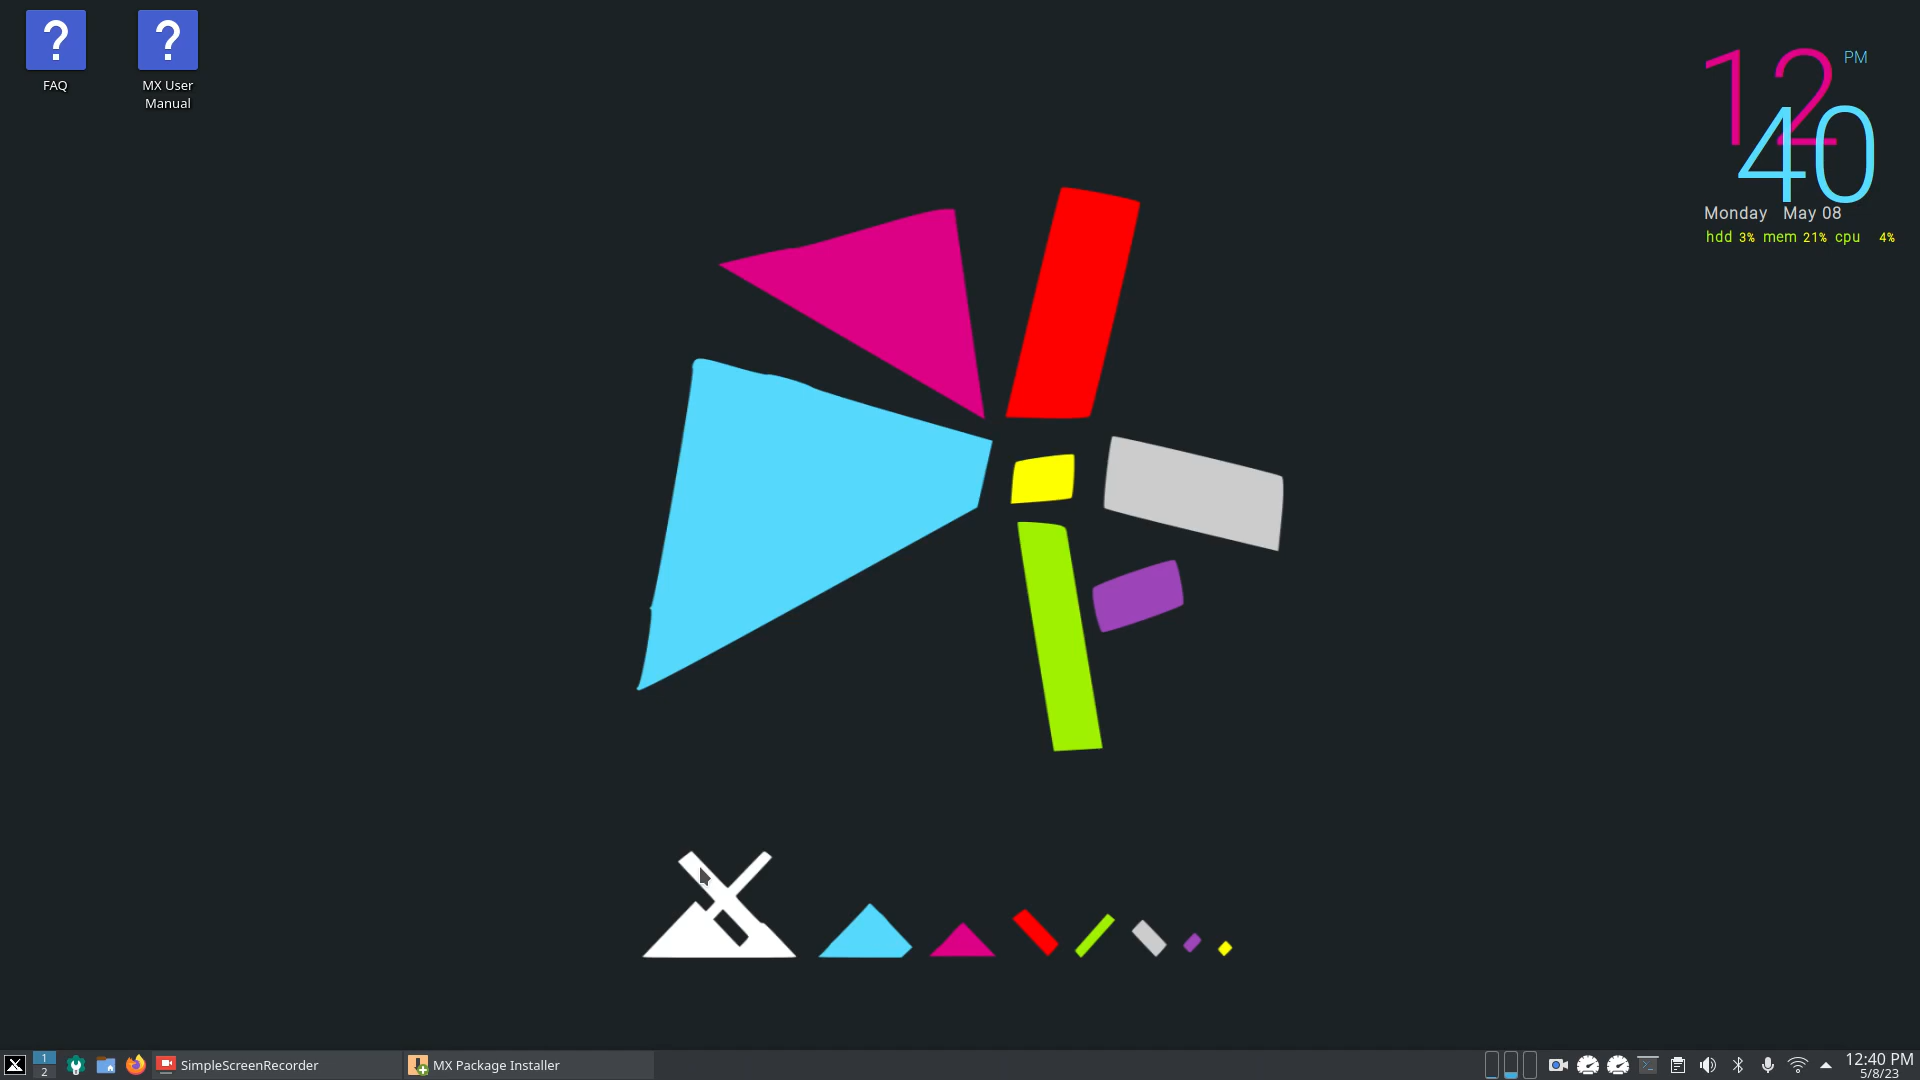 FAQ
MX User
Manual
12 PM
40
Monday May 08
hdd 3% mem 21% cpu 4%
1
2
SimpleScreenRecorder
MX Package Installer
12:40 PM
5/8/23